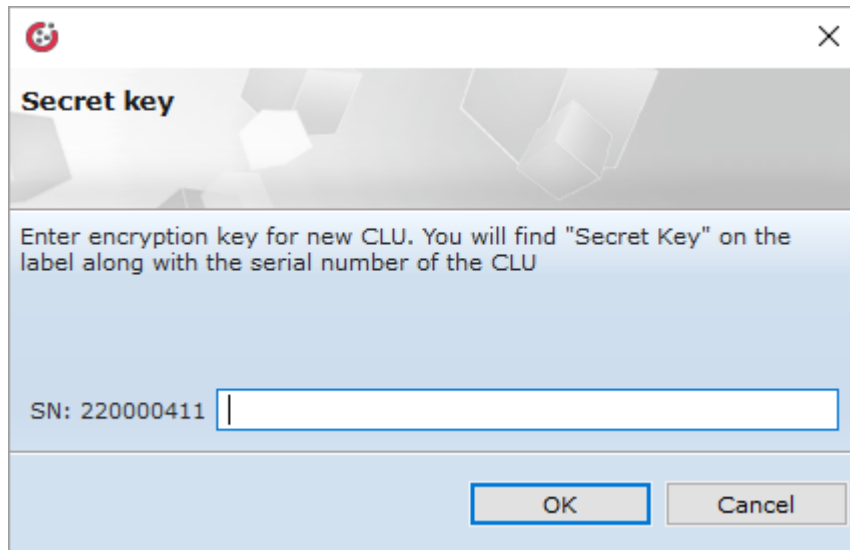 Secret key
Enter encryption key for new CLU. You will find "Secret Key" on the
label along with the serial number of the CLU
SN: 220000411
OK Cancel